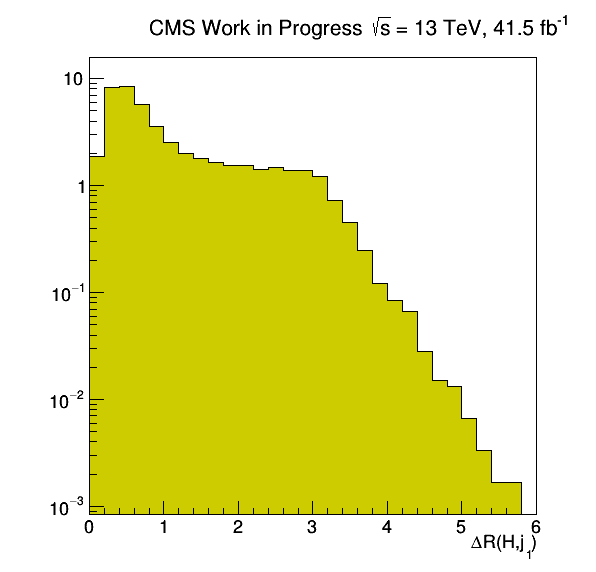 CMS Work in Progress √s = 13 TeV, 41.5 fb⁻¹
10
1
10⁻¹
10⁻²
10⁻³
0 1 2 3 4 5 6
ΔR(H,j₁)